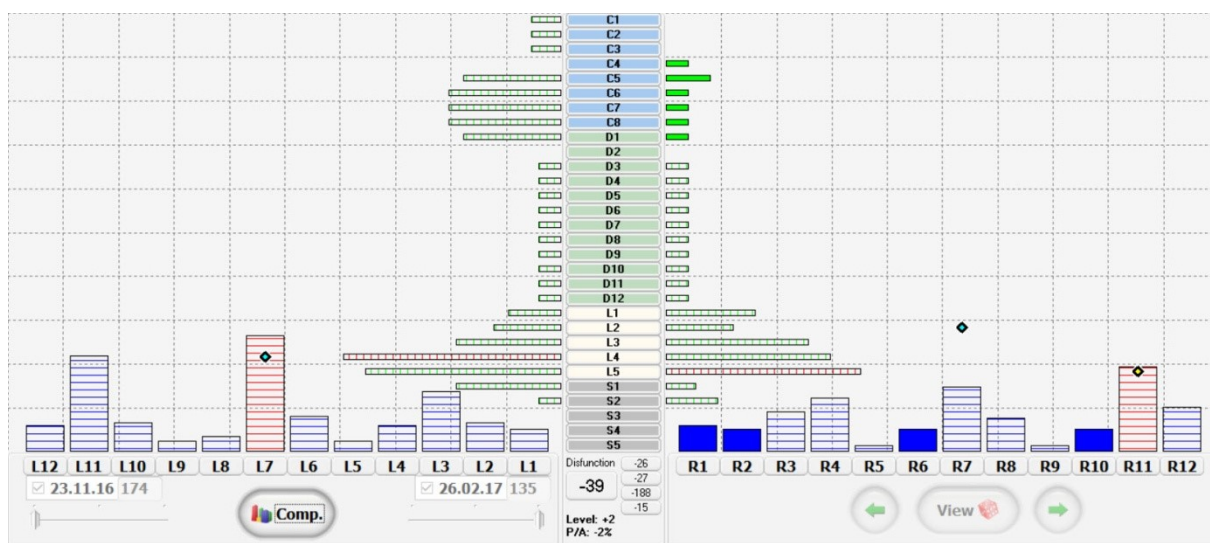 C1
C2
C3
C4
C5
C6
C7
C8
D1
D2
D3
D4
D5
D6
D7
D8
D9
D10
D11
D12
L1
L2
L3
L4
L5
S1
S2
S3
S4
S5
L12 L11 L10 L9 L8 L7 L6 L5 L4 L3 L2 L1
R1 R2 R3 R4 R5 R6 R7 R8 R9 R10 R11 R12
23.11.16 174
26.02.17 135
Comp.
Disfunction -26
-27
-39
-188
-15
Level: +2
P/A: -2%
View